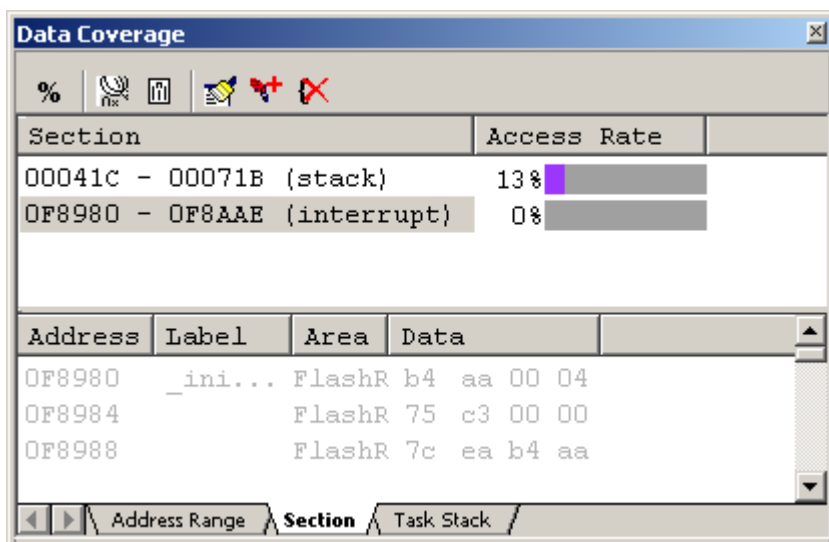 Data Coverage
%
Section Access Rate
00041C - 00071B (stack) 13%
0F8980 - 0F8AAE (interrupt) 0%
Address Label Area Data
0F8980 _ini... FlashR b4 aa 00 04
0F8984 FlashR 75 c3 00 00
0F8988 FlashR 7c ea b4 aa
Address Range Section Task Stack